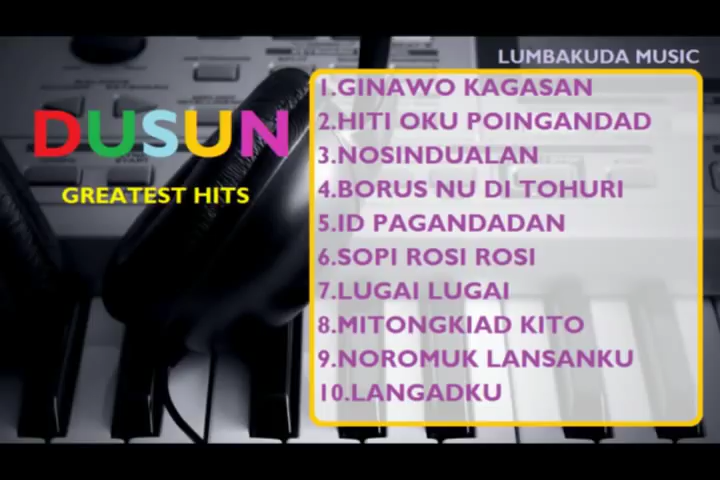 LUMBAKUDA MUSIC
DUSUN
GREATEST HITS
1.GINAWO KAGASAN
2.HITI OKU POINGANDAD
3.NOSINDUALAN
4.BORUS NU DI TOHURI
5.ID PAGANDADAN
6.SOPI ROSI ROSI
7.LUGAI LUGAI
8.MITONGKIAD KITO
9.NOROMUK LANSANKU
10.LANGADKU